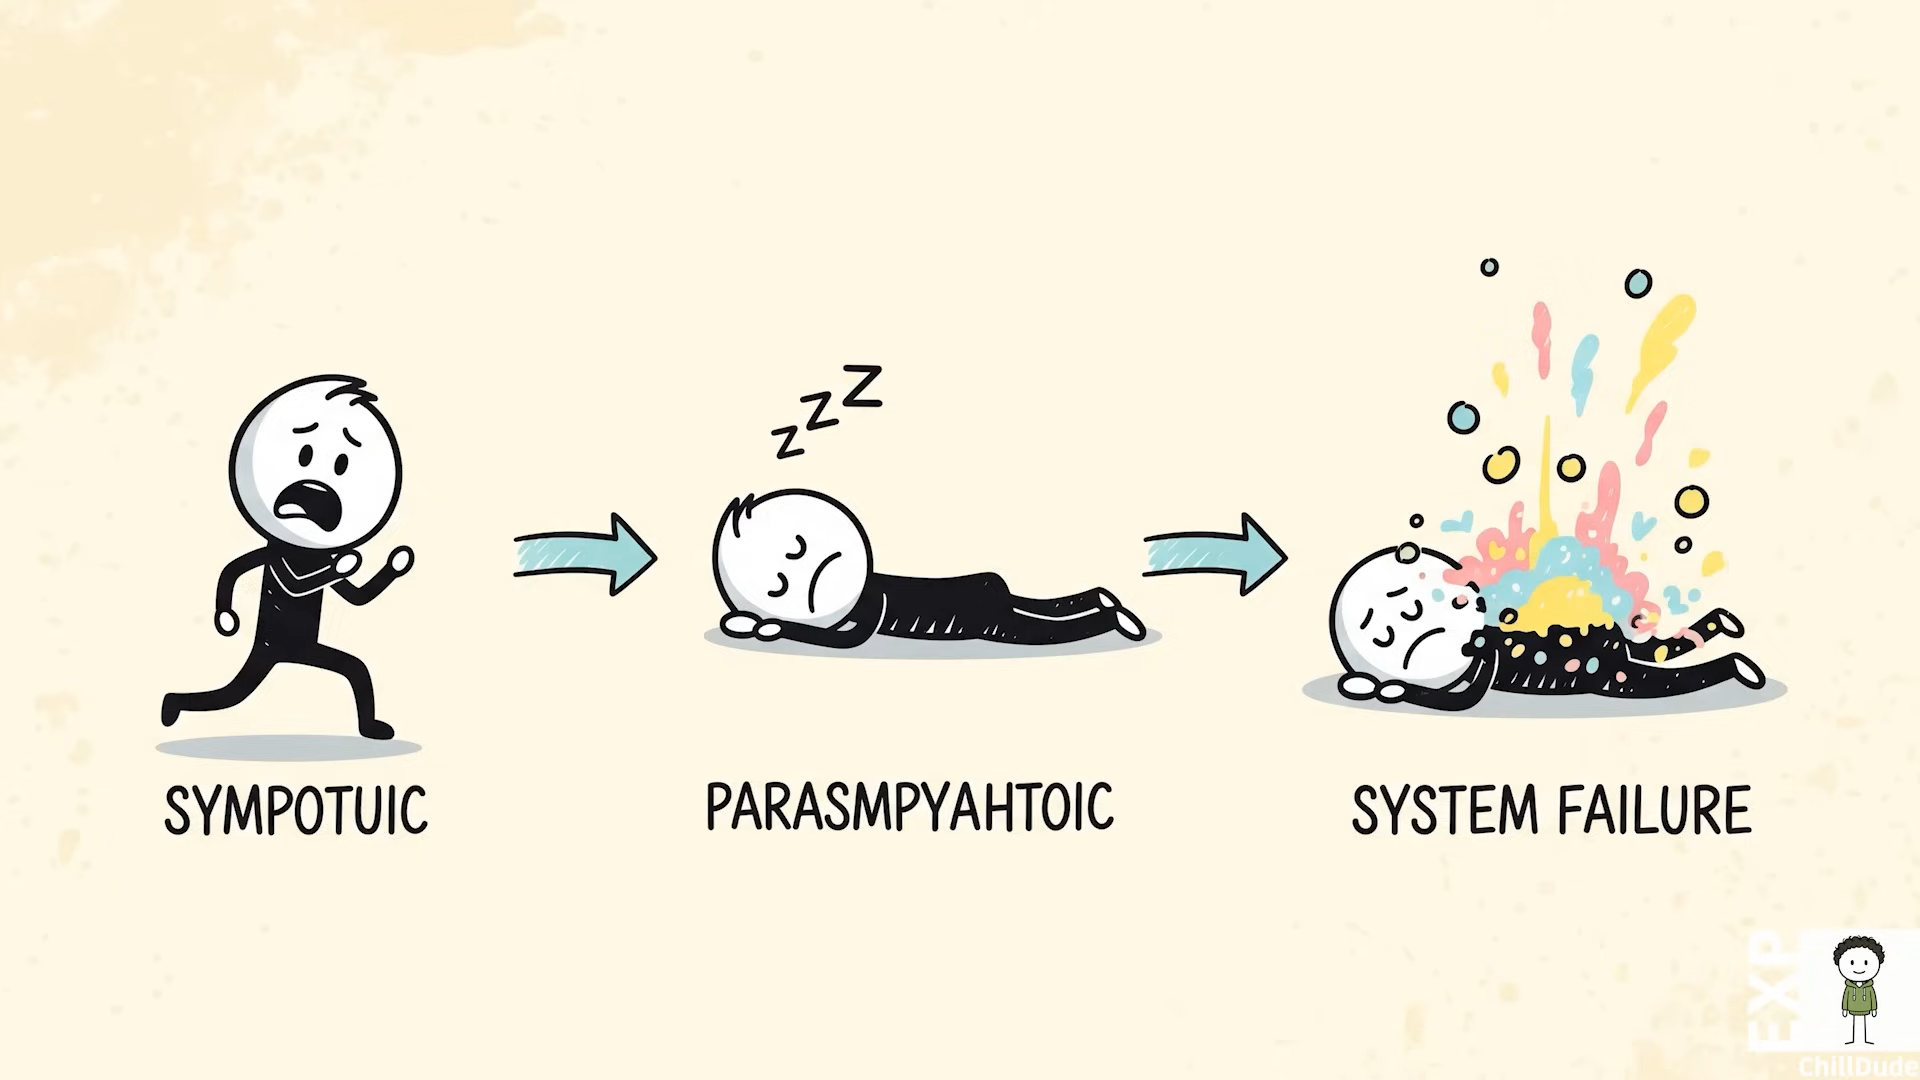 z z Z
SYMPOTUIC
PARASMPYAHTOIC
SYSTEM FAILURE
EXP
ChillDude